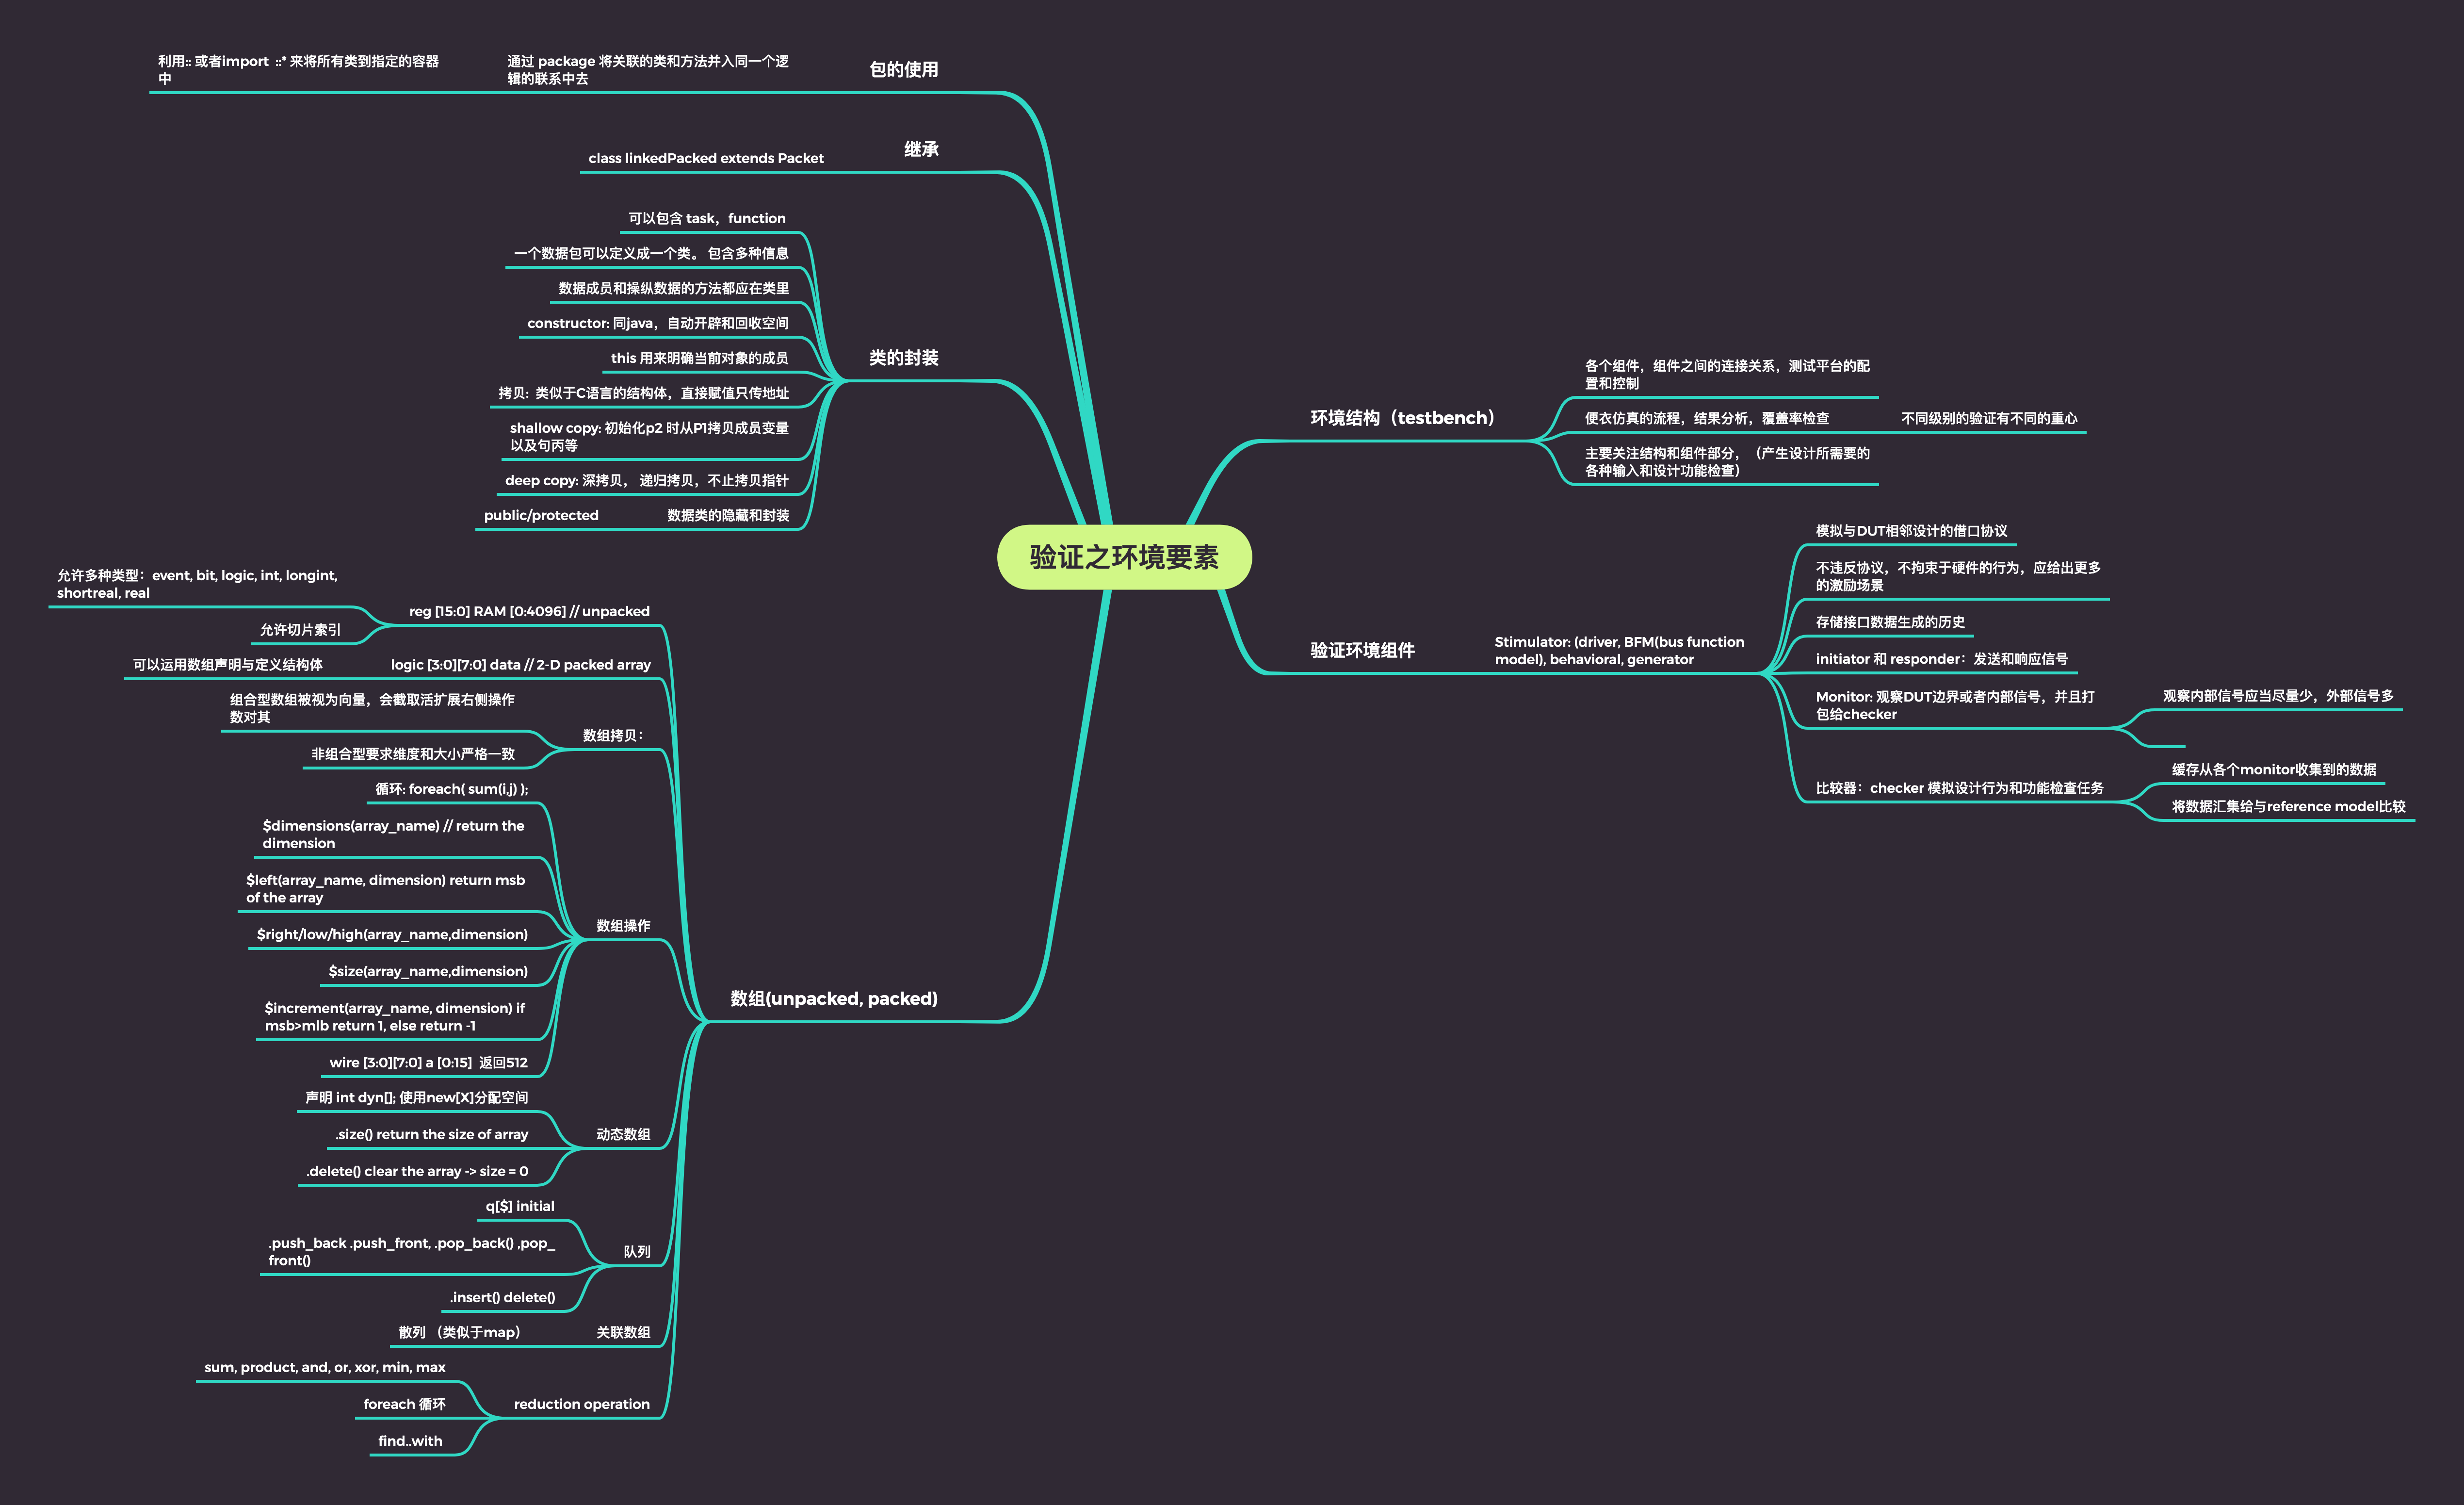 验证之环境要素
包的使用
通过 package 将关联的类和方法并入同一个逻
辑的联系中去
利用:: 或者import ::* 来将所有类到指定的容器
中
继承
class linkedPacked extends Packet
类的封装
可以包含 task，function
一个数据包可以定义成一个类。 包含多种信息
数据成员和操纵数据的方法都应在类里
constructor: 同java，自动开辟和回收空间
this 用来明确当前对象的成员
拷贝: 类似于C语言的结构体，直接赋值只传地址
shallow copy: 初始化p2 时从P1拷贝成员变量
以及句丙等
deep copy: 深拷贝， 递归拷贝，不止拷贝指针
数据类的隐藏和封装
public/protected
数组(unpacked, packed)
reg [15:0] RAM [0:4096] // unpacked
允许多种类型：event, bit, logic, int, longint,
shortreal, real
允许切片索引
logic [3:0][7:0] data // 2-D packed array
可以运用数组声明与定义结构体
数组拷贝：
组合型数组被视为向量，会截取活扩展右侧操作
数对其
非组合型要求维度和大小严格一致
数组操作
循环: foreach( sum(i,j) );
$dimensions(array_name) // return the
dimension
$left(array_name, dimension) return msb
of the array
$right/low/high(array_name,dimension)
$size(array_name,dimension)
$increment(array_name, dimension) if
msb>mlb return 1, else return -1
wire [3:0][7:0] a [0:15] 返回512
动态数组
声明 int dyn[]; 使用new[X]分配空间
.size() return the size of array
.delete() clear the array -> size = 0
队列
q[$] initial
.push_back .push_front, .pop_back() ,pop_
front()
.insert() delete()
关联数组
散列 （类似于map）
reduction operation
sum, product, and, or, xor, min, max
foreach 循环
find..with
环境结构（testbench）
各个组件，组件之间的连接关系，测试平台的配
置和控制
便衣仿真的流程，结果分析，覆盖率检查
不同级别的验证有不同的重心
主要关注结构和组件部分，（产生设计所需要的
各种输入和设计功能检查）
验证环境组件
Stimulator: (driver, BFM(bus function
model), behavioral, generator
模拟与DUT相邻设计的借口协议
不违反协议，不拘束于硬件的行为，应给出更多
的激励场景
存储接口数据生成的历史
initiator 和 responder：发送和响应信号
Monitor: 观察DUT边界或者内部信号，并且打
包给checker
观察内部信号应当尽量少，外部信号多
比较器：checker 模拟设计行为和功能检查任务
缓存从各个monitor收集到的数据
将数据汇集给与reference model比较